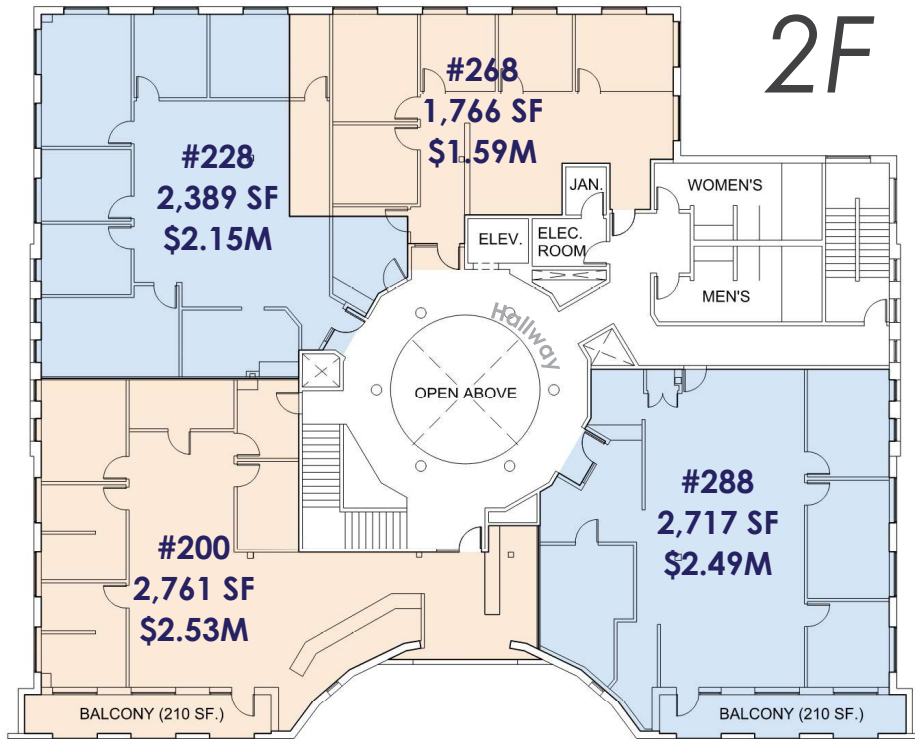 2F
#268
1,766 SF
$1.59M
#228
2,389 SF
$2.15M
JAN.
WOMEN'S
ELEV.
ELEC.
ROOM
MEN'S
Hallway
OPEN ABOVE
#288
2,717 SF
$2.49M
#200
2,761 SF
$2.53M
BALCONY (210 SF.)
BALCONY (210 SF.)